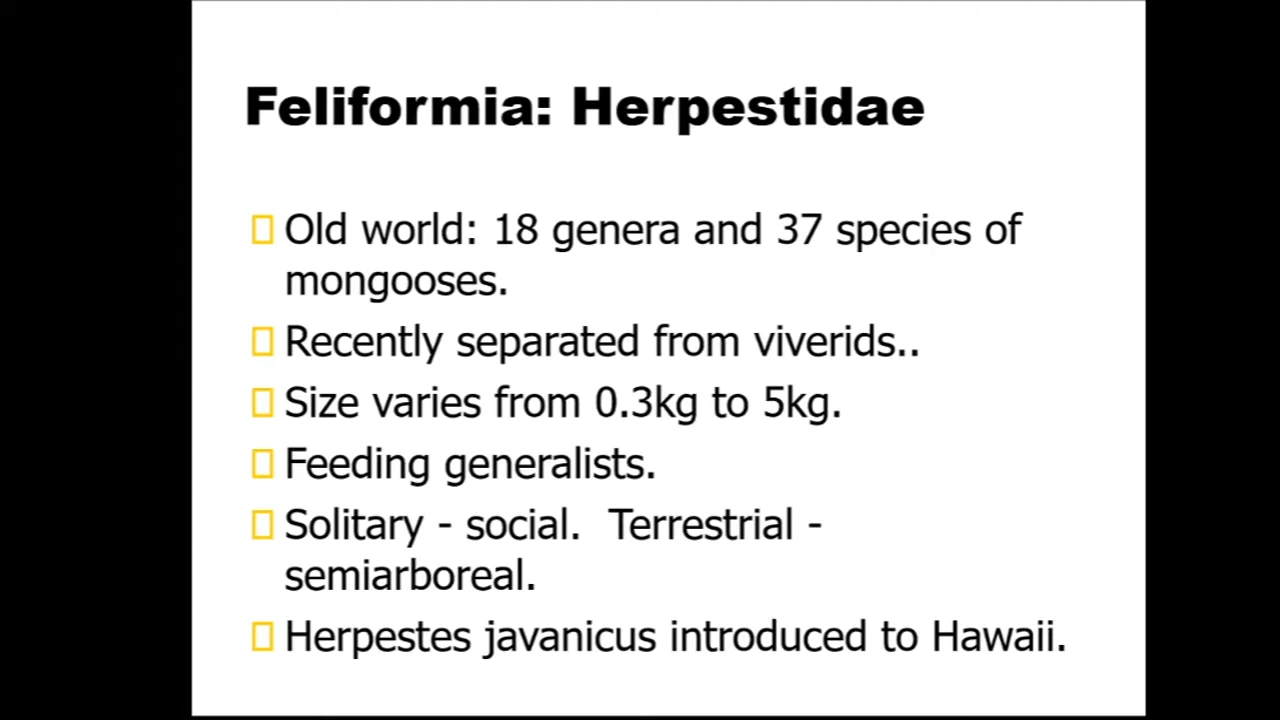 Feliformia: Herpestidae
Old world: 18 genera and 37 species of
mongooses.
Recently separated from viverids..
Size varies from 0.3kg to 5kg.
Feeding generalists.
Solitary - social.  Terrestrial -
semiarboreal.
Herpestes javanicus introduced to Hawaii.